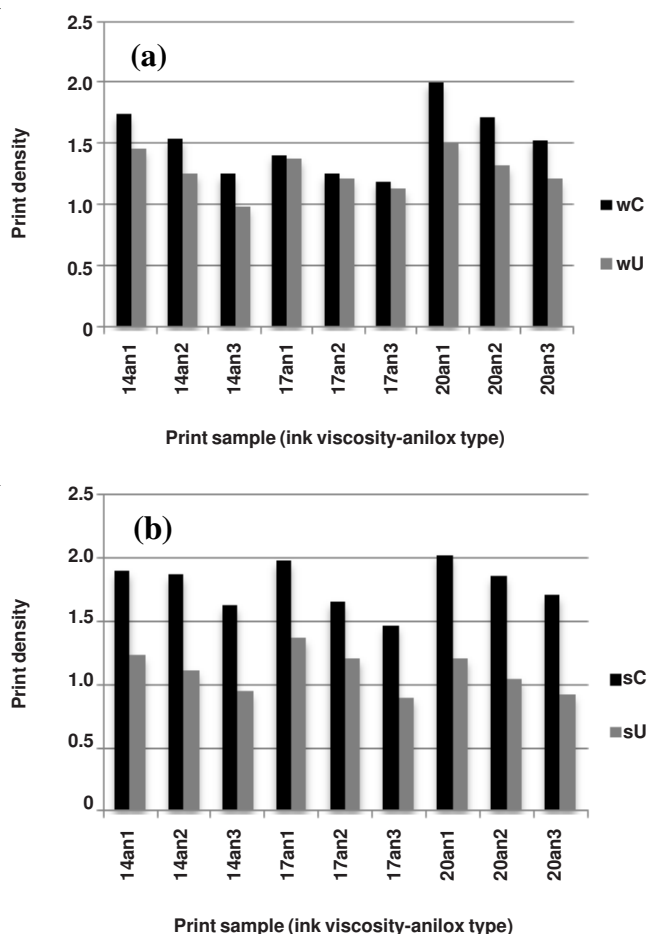 (a)
Print density
2.5
2.0
1.5
1.0
0.5
0
14an1
14an2
14an3
17an1
17an2
17an3
20an1
20an2
20an3
wC
wU
Print sample (ink viscosity-anilox type)
(b)
Print density
2.5
2.0
1.5
1.0
0.5
0
14an1
14an2
14an3
17an1
17an2
17an3
20an1
20an2
20an3
sC
sU
Print sample (ink viscosity-anilox type)